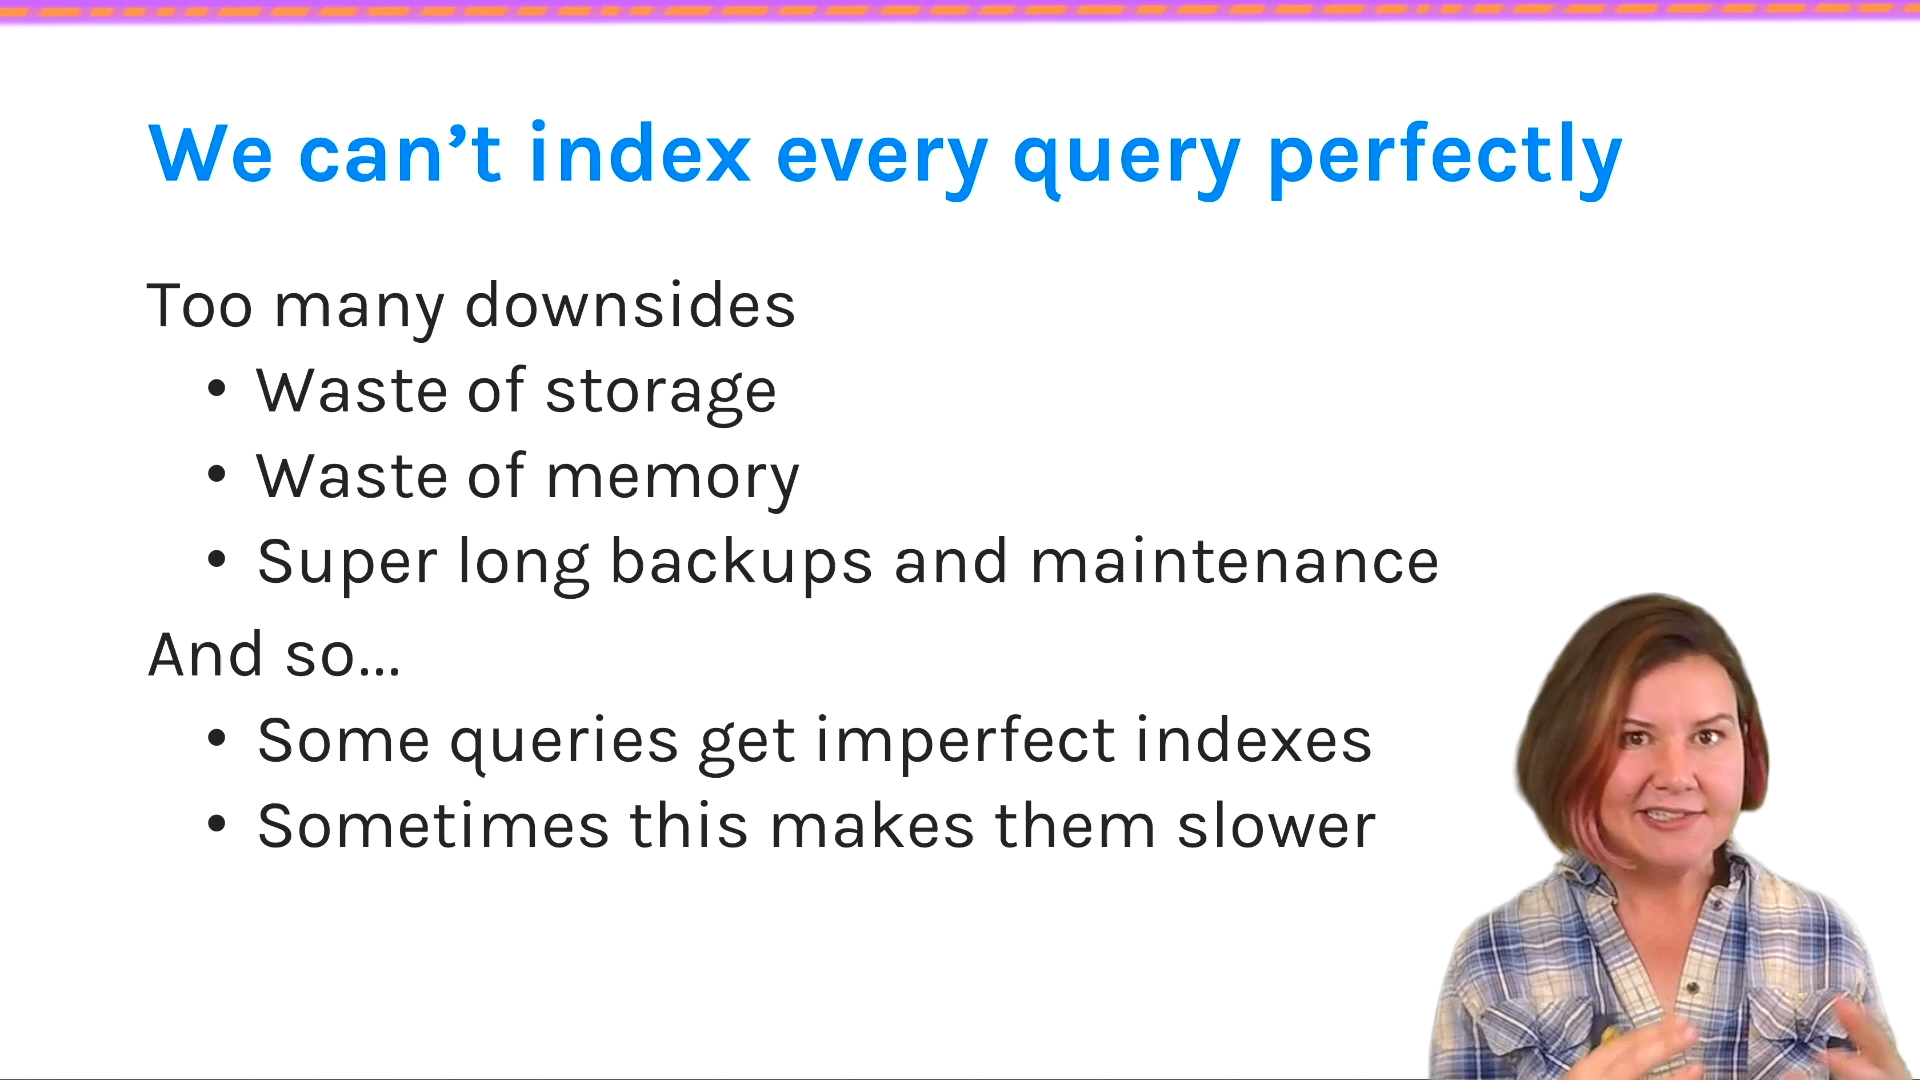 We can’t index every query perfectly
Too many downsides
• Waste of storage
• Waste of memory
• Super long backups and maintenance
And so...
• Some queries get imperfect indexes
• Sometimes this makes them slower